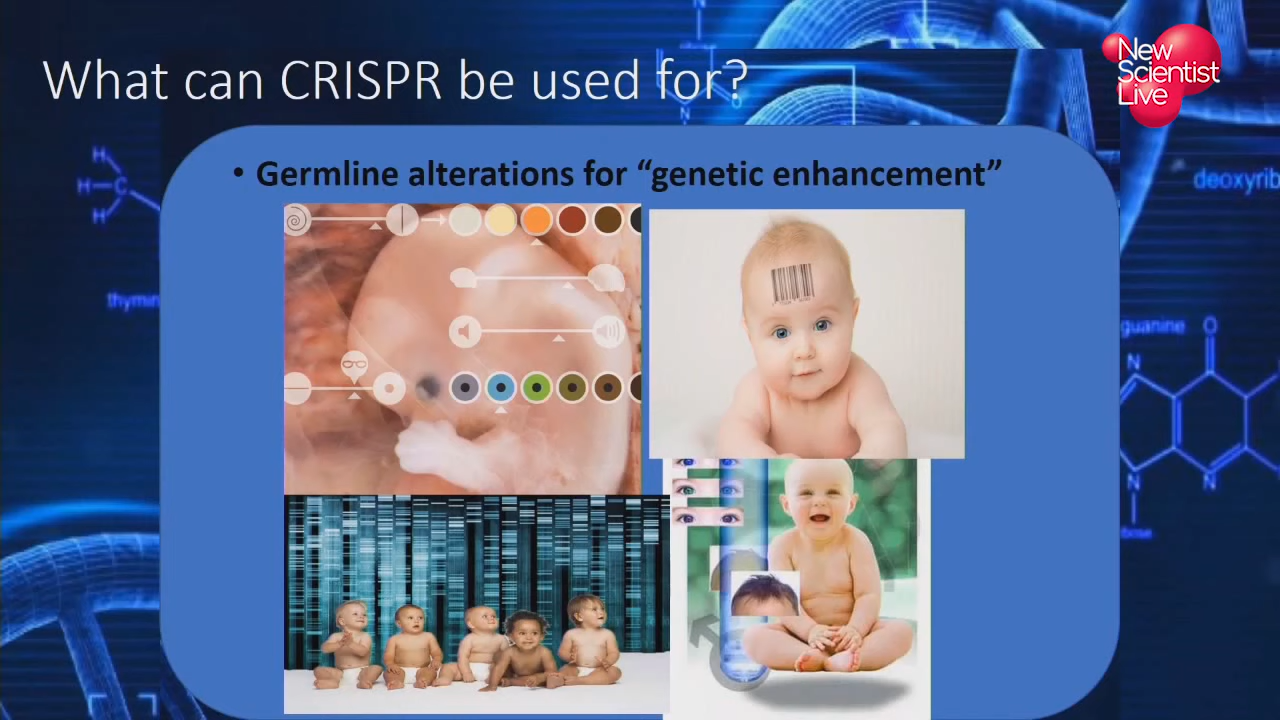 What can CRISPR be used for?
New
Scientist
Live
• Germline alterations for “genetic enhancement”
H
H
C
H
N
N
deoxyrib
thymin
guanine
O
N
N
N
N